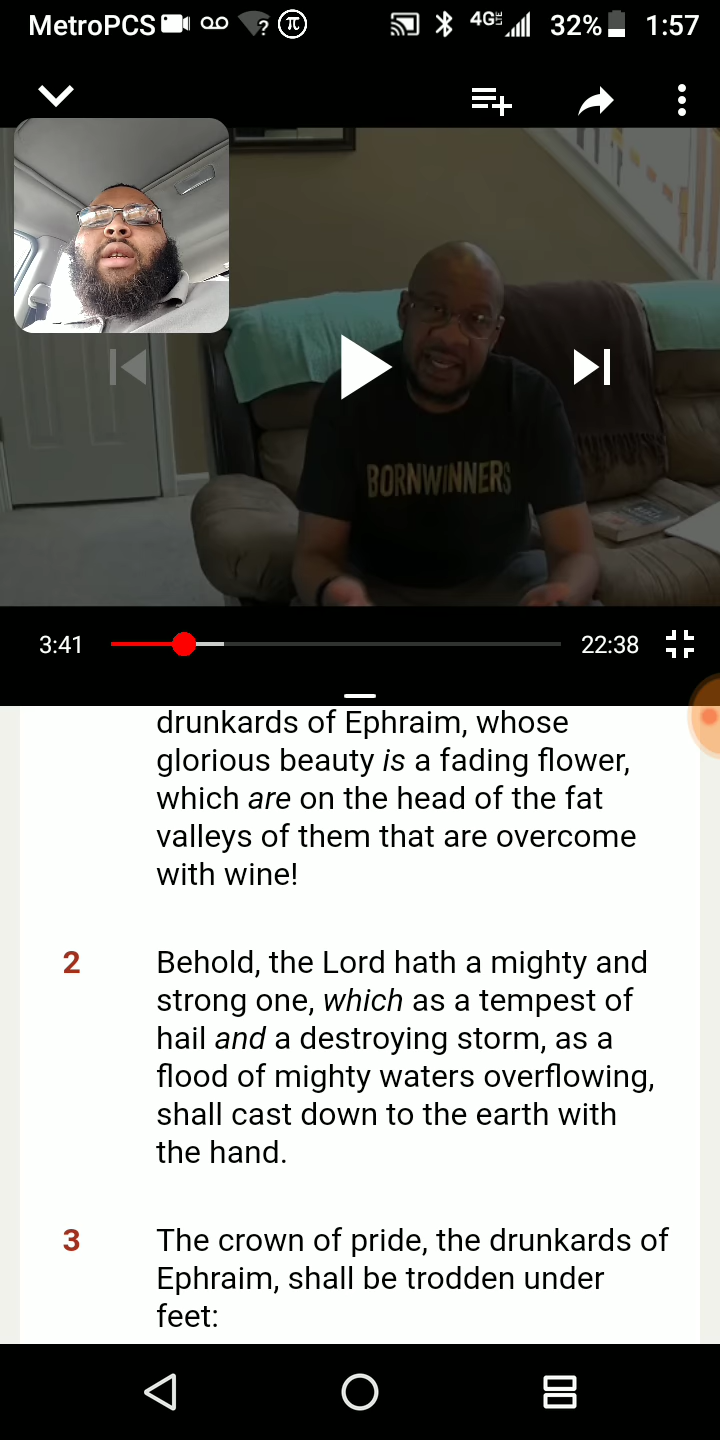 MetroPCS 4G LTE 32% 1:57
BORNWINNERS
3:41 22:38
drunkards of Ephraim, whose
glorious beauty is a fading flower,
which are on the head of the fat
valleys of them that are overcome
with wine!
2 Behold, the Lord hath a mighty and
strong one, which as a tempest of
hail and a destroying storm, as a
flood of mighty waters overflowing,
shall cast down to the earth with
the hand.
3 The crown of pride, the drunkards of
Ephraim, shall be trodden under
feet: